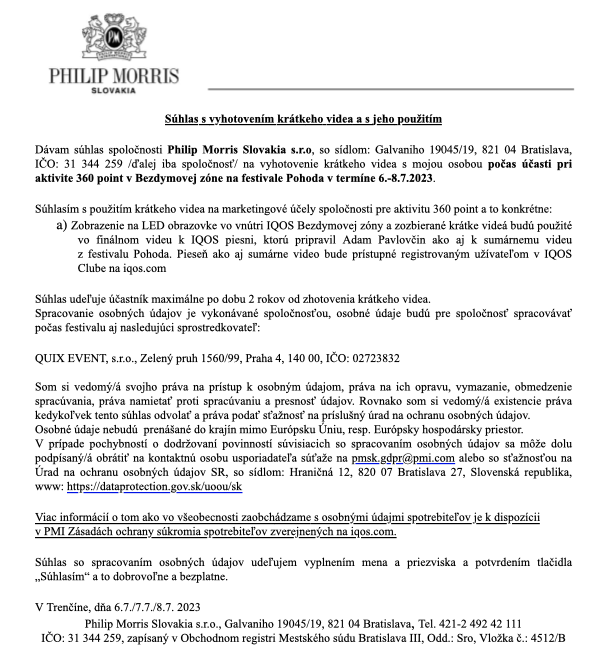 PM
PHILIP MORRIS
SLOVAKIA
Súhlas s vyhotovením krátkeho videa a s jeho použitím
Dávam súhlas spoločnosti Philip Morris Slovakia s.r.o, so sídlom: Galvaniho 19045/19, 821 04 Bratislava,
IČO: 31 344 259 /ďalej iba spoločnosť/ na vyhotovenie krátkeho videa s mojou osobou počas účasti pri
aktivite 360 point v Bezdymovej zóne na festivale Pohoda v termíne 6.-8.7.2023.
Súhlasím s použitím krátkeho videa na marketingové účely spoločnosti pre aktivitu 360 point a to konkrétne:
a) Zobrazenie na LED obrazovke vo vnútri IQOS Bezdymovej zóny a zozbierané krátke videá budú použité
vo finálnom videu k IQOS piesni, ktorú pripravil Adam Pavlovčin ako aj k sumárnemu videu
z festivalu Pohoda. Pieseň ako aj sumárne video bude prístupné registrovaným užívateľom v IQOS
Clube na iqos.com
Súhlas udeľuje účastník maximálne po dobu 2 rokov od zhotovenia krátkeho videa.
Spracovanie osobných údajov je vykonávané spoločnosťou, osobné údaje budú pre spoločnosť spracovávať
počas festivalu aj nasledujúci sprostredkovateľ:
QUIX EVENT, s.r.o., Zelený pruh 1560/99, Praha 4, 140 00, IČO: 02723832
Som si vedomý/á svojho práva na prístup k osobným údajom, práva na ich opravu, vymazanie, obmedzenie
spracúvania, práva namietať proti spracúvaniu a presnosť údajov. Rovnako som si vedomý/á existencie práva
kedykoľvek tento súhlas odvolať a práva podať sťažnosť na príslušný úrad na ochranu osobných údajov.
Osobné údaje nebudú prenášané do krajín mimo Európsku Úniu, resp. Európsky hospodársky priestor.
V prípade pochybností o dodržovaní povinností súvisiacich so spracovaním osobných údajov sa môže dolu
podpísaný/á obrátiť na kontaktnú osobu usporiadateľa súťaže na pmsk.gdpr@pmi.com alebo so sťažnosťou na
Úrad na ochranu osobných údajov SR, so sídlom: Hraničná 12, 820 07 Bratislava 27, Slovenská republika,
www: https://dataprotection.gov.sk/uoou/sk
Viac informácií o tom ako vo všeobecnosti zaobchádzame s osobnými údajmi spotrebiteľov je k dispozícii
v PMI Zásadách ochrany súkromia spotrebiteľov zverejnených na iqos.com.
Súhlas so spracovaním osobných údajov udeľujem vyplnením mena a priezviska a potvrdením tlačidla
„Súhlasím“ a to dobrovoľne a bezplatne.
V Trenčíne, dňa 6.7./7.7./8.7. 2023
Philip Morris Slovakia s.r.o., Galvaniho 19045/19, 821 04 Bratislava, Tel. 421-2 492 42 111
IČO: 31 344 259, zapísaný v Obchodnom registri Mestského súdu Bratislava III, Odd.: Sro, Vložka č.: 4512/B